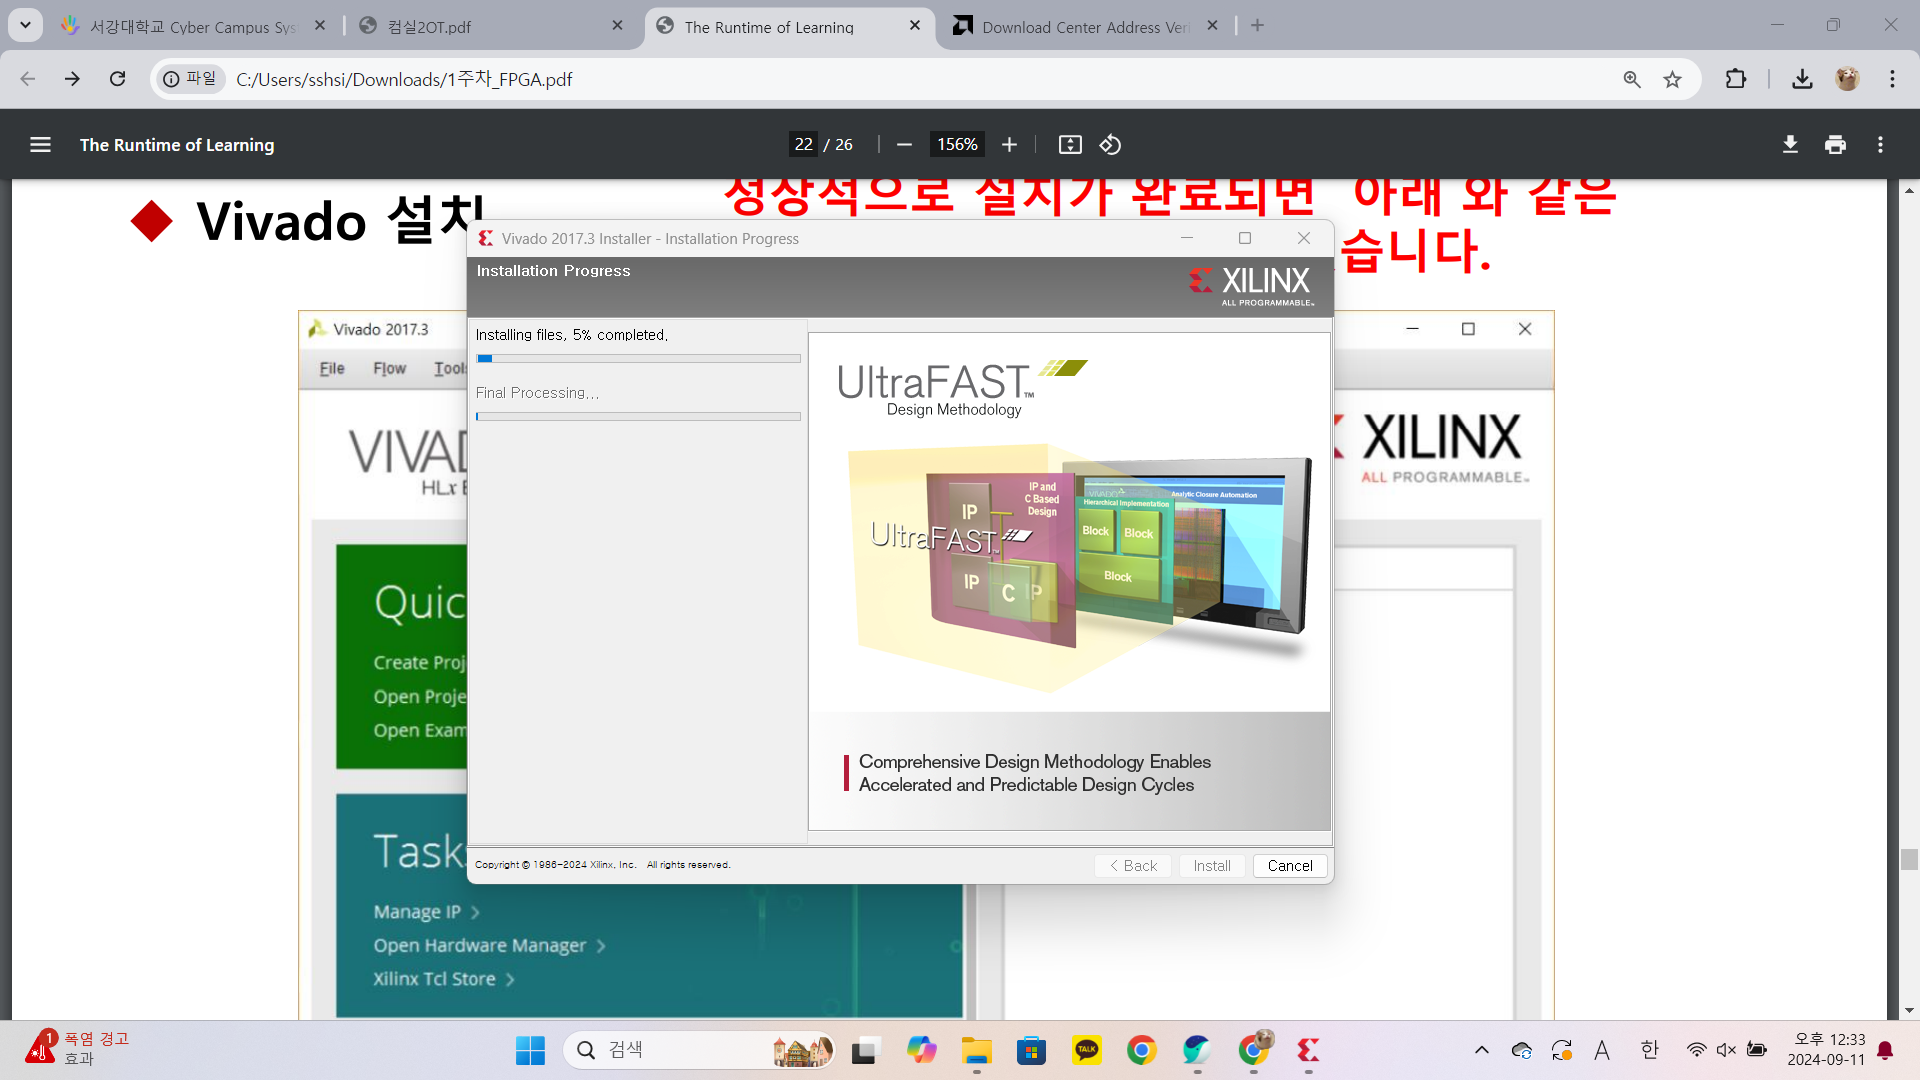 서강대학교 Cyber Campus Sys
컴실2OT.pdf
The Runtime of Learning
Download Center Address Veri
파일
C:/Users/sshsi/Downloads/1주차_FPGA.pdf
The Runtime of Learning
22 / 26
156%
Vivado 설치
정상적으로 설치가 완료되면 아래 와 같은
습니다.
Vivado 2017.3 Installer - Installation Progress
Installation Progress
XILINX
ALL PROGRAMMABLE™
Installing files, 5% completed.
Final Processing...
UltraFAST™
Design Methodology
IP and
C Based
Design
IP
IP
C
IP
UltraFAST™
VIVADO
Analytic Closure Automation
Hierarchical Implementation
Block
Block
Block
Comprehensive Design Methodology Enables
Accelerated and Predictable Design Cycles
Copyright © 1986-2024 Xilinx, Inc. All rights reserved.
< Back
Install
Cancel
Vivado 2017.3
File
Flow
Tools
VIVAD
HLx E
XILINX
ALL PROGRAMMABLE™
Quic
Create Proj
Open Proje
Open Exam
Tasks
Manage IP >
Open Hardware Manager >
Xilinx Tcl Store >
1
폭염 경고
효과
검색
TALK
A
한
오후 12:33
2024-09-11